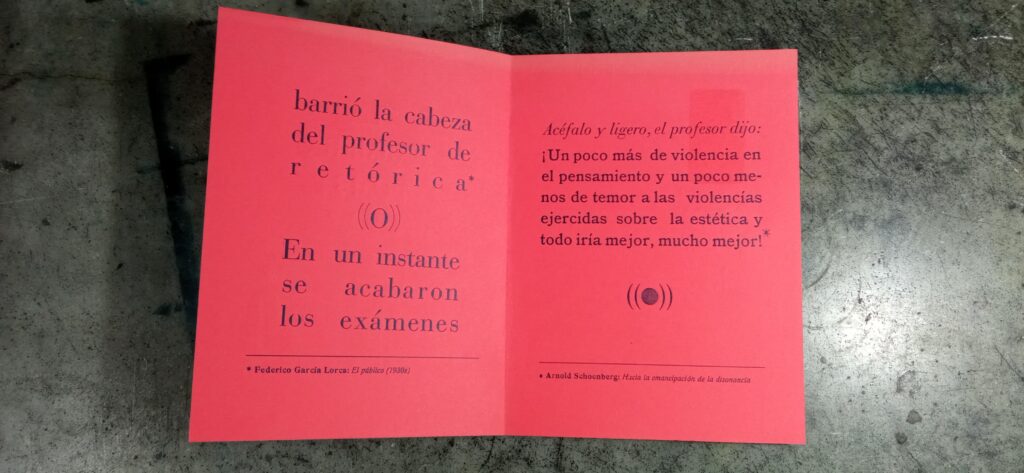 barrió la cabeza
del profesor de
retórica*
((O))
En un instante
se acabaron
los exámenes
* Federico García Lorca: El público (1930s)
Acéfalo y ligero, el profesor dijo:
¡Un poco más de violencia en
el pensamiento y un poco me-
nos de temor a las violencias
ejercidas sobre la estética y
todo iría mejor, mucho mejor!*
((●))
* Arnold Schoenberg: Hacia la emancipación de la disonancia